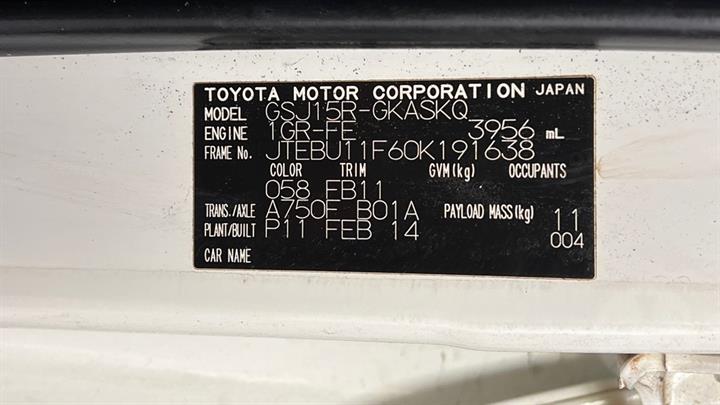 TOYOTA MOTOR CORPORATION JAPAN
MODEL GSJ15R-GKASKQ
ENGINE 1GR-FE 3956 mL
FRAME No. JTEBU11F60K191638
COLOR TRIM GVM(kg) OCCUPANTS
058 FB11
TRANS./AXLE A750F B01A PAYLOAD MASS(kg) 11
PLANT/BUILT P11 FEB 14 004
CAR NAME